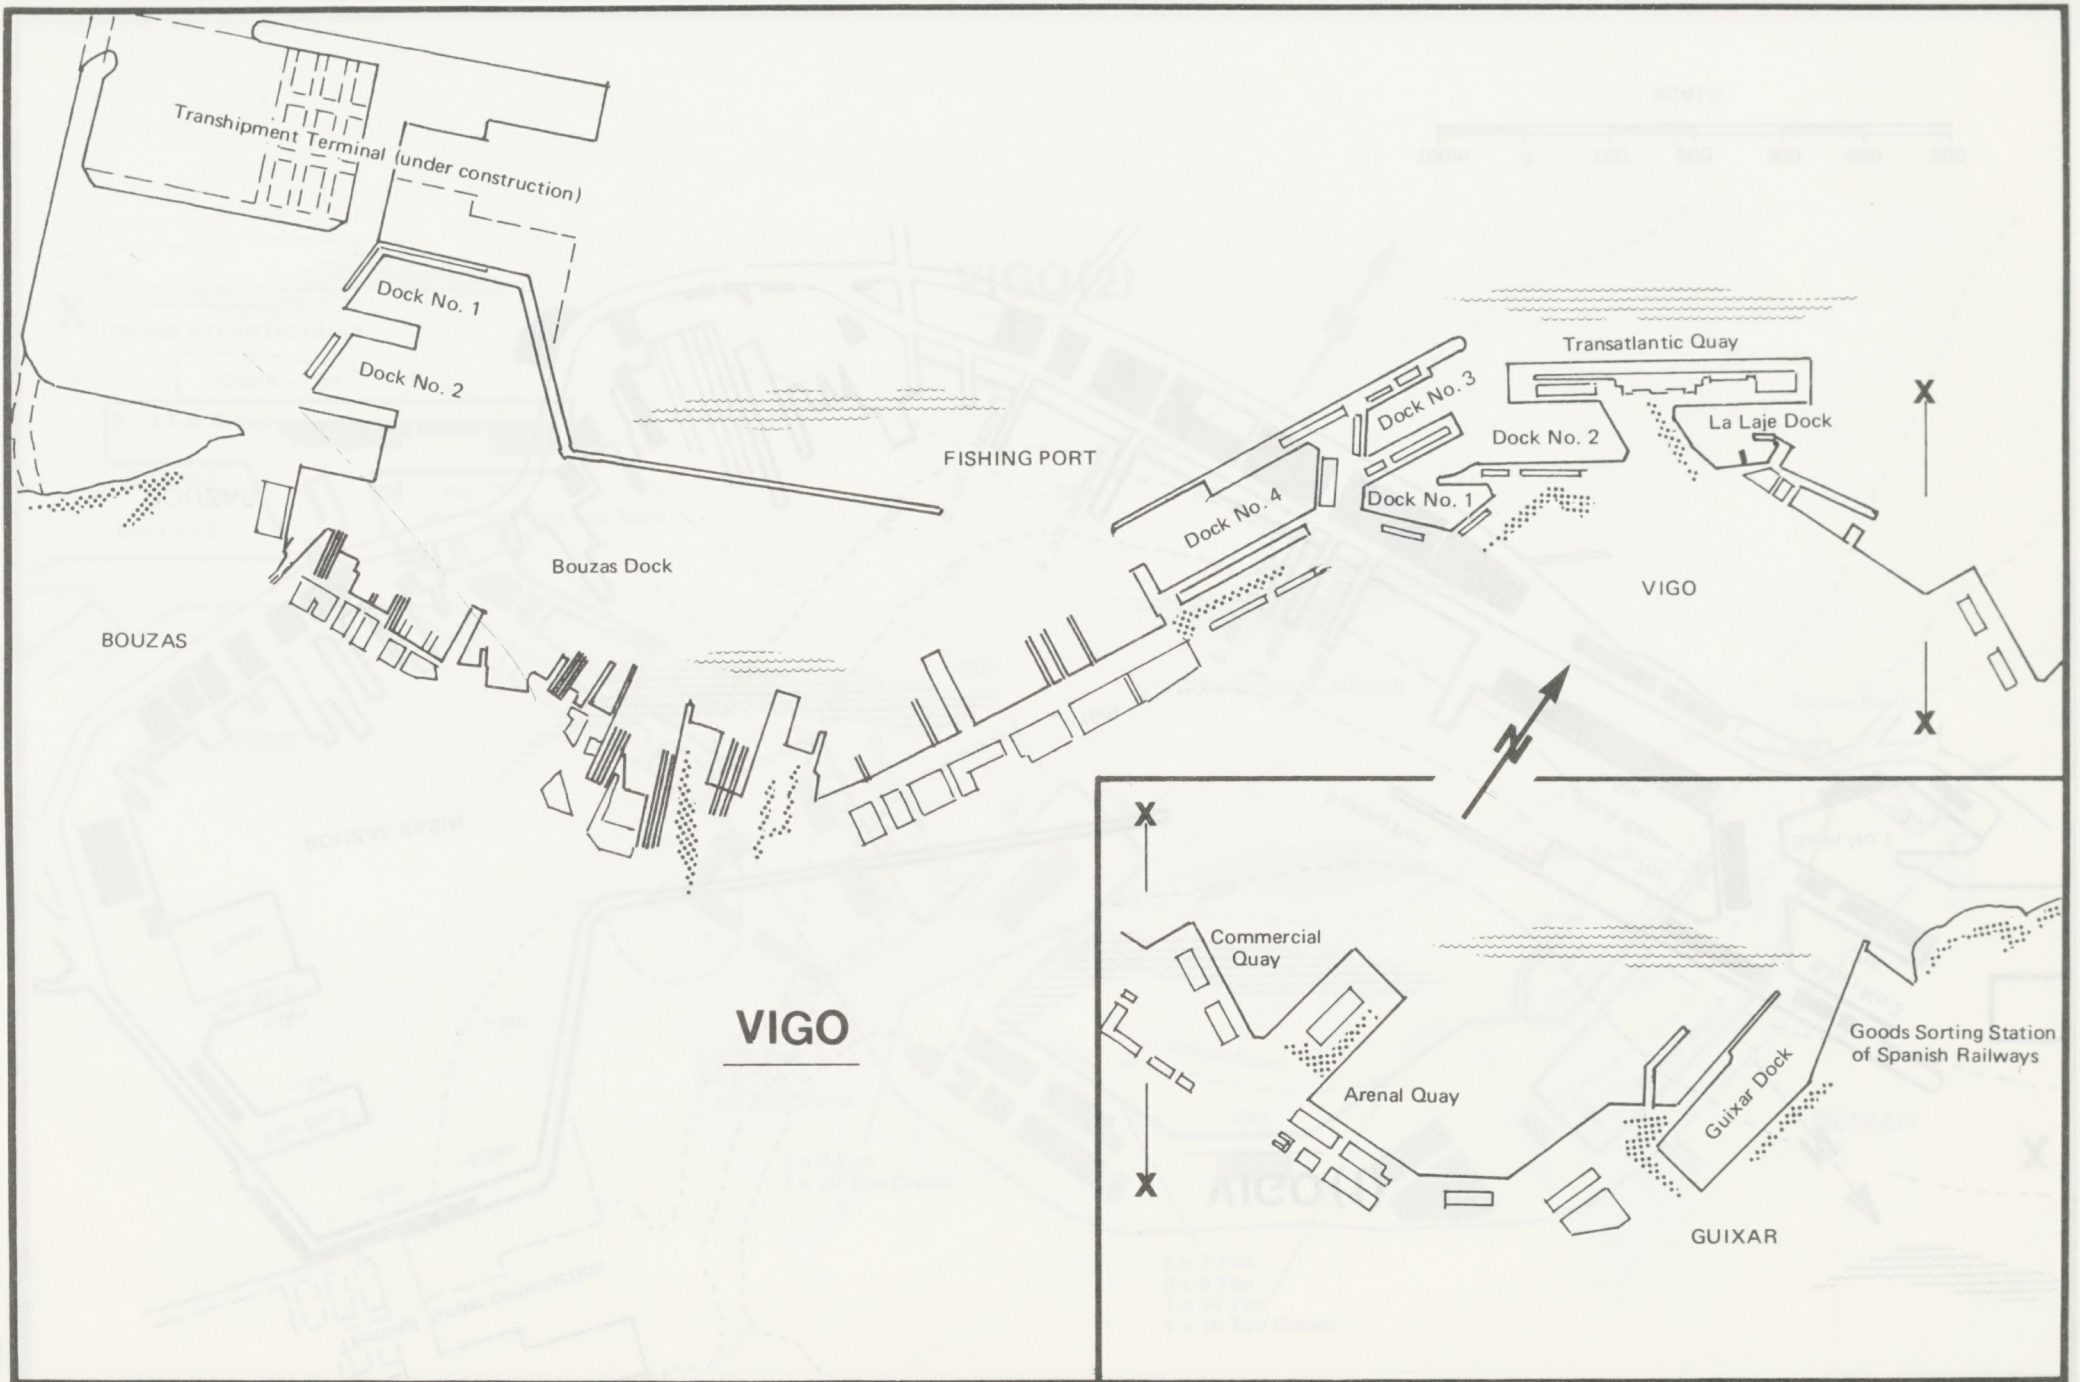 Transhipment Terminal (under construction)
Dock No. 1
Dock No. 2
Bouzas Dock
BOUZAS
FISHING PORT
Dock No. 4
Dock No. 3
Dock No. 1
Transatlantic Quay
Dock No. 2
La Laje Dock
X
X
VIGO
N
VIGO
X
X
Commercial
Quay
Arenal Quay
Guixar Dock
Goods Sorting Station
of Spanish Railways
GUIXAR